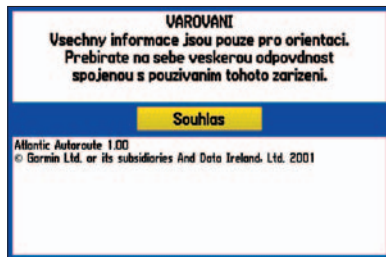 VAROVANI
Vsechny informace jsou pouze pro orientaci.
Prebirate na sebe veskerou odpovdnost
spojenou s pouzivanim tohoto zarizeni.
Souhlas
Atlantic Autoroute 1.00
© Garmin Ltd. or its subsidiaries And Data Ireland. Ltd. 2001